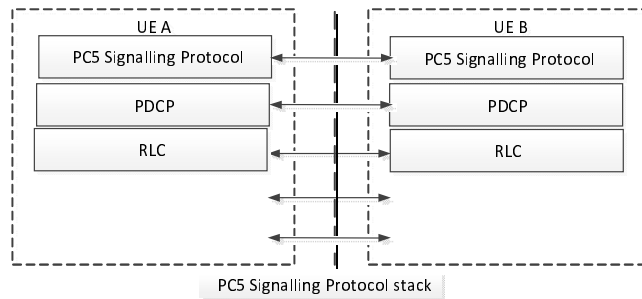 UE A
UE B
PC5 Signalling Protocol
PC5 Signalling Protocol
PDCP
PDCP
RLC
RLC
PC5 Signalling Protocol stack